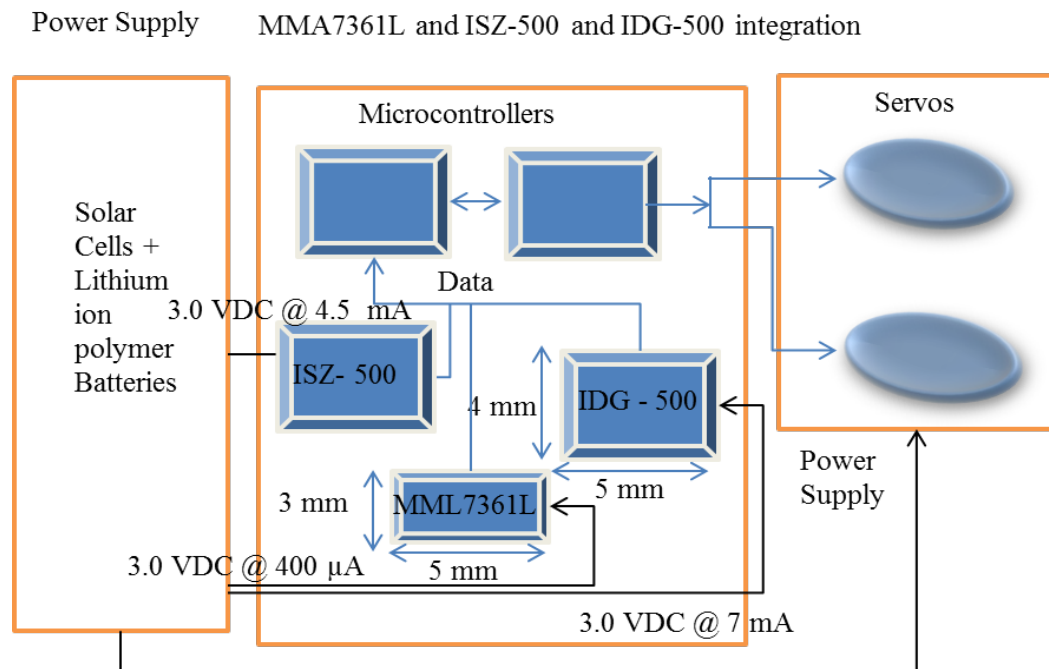 Power Supply
MMA7361L and ISZ-500 and IDG-500 integration
Solar
Cells +
Lithium
ion
polymer
Batteries
Microcontrollers
Servos
Data
3.0 VDC @ 4.5 mA
ISZ- 500
IDG - 500
4 mm
5 mm
3 mm
MML7361L
5 mm
3.0 VDC @ 400 µA
3.0 VDC @ 7 mA
Power
Supply